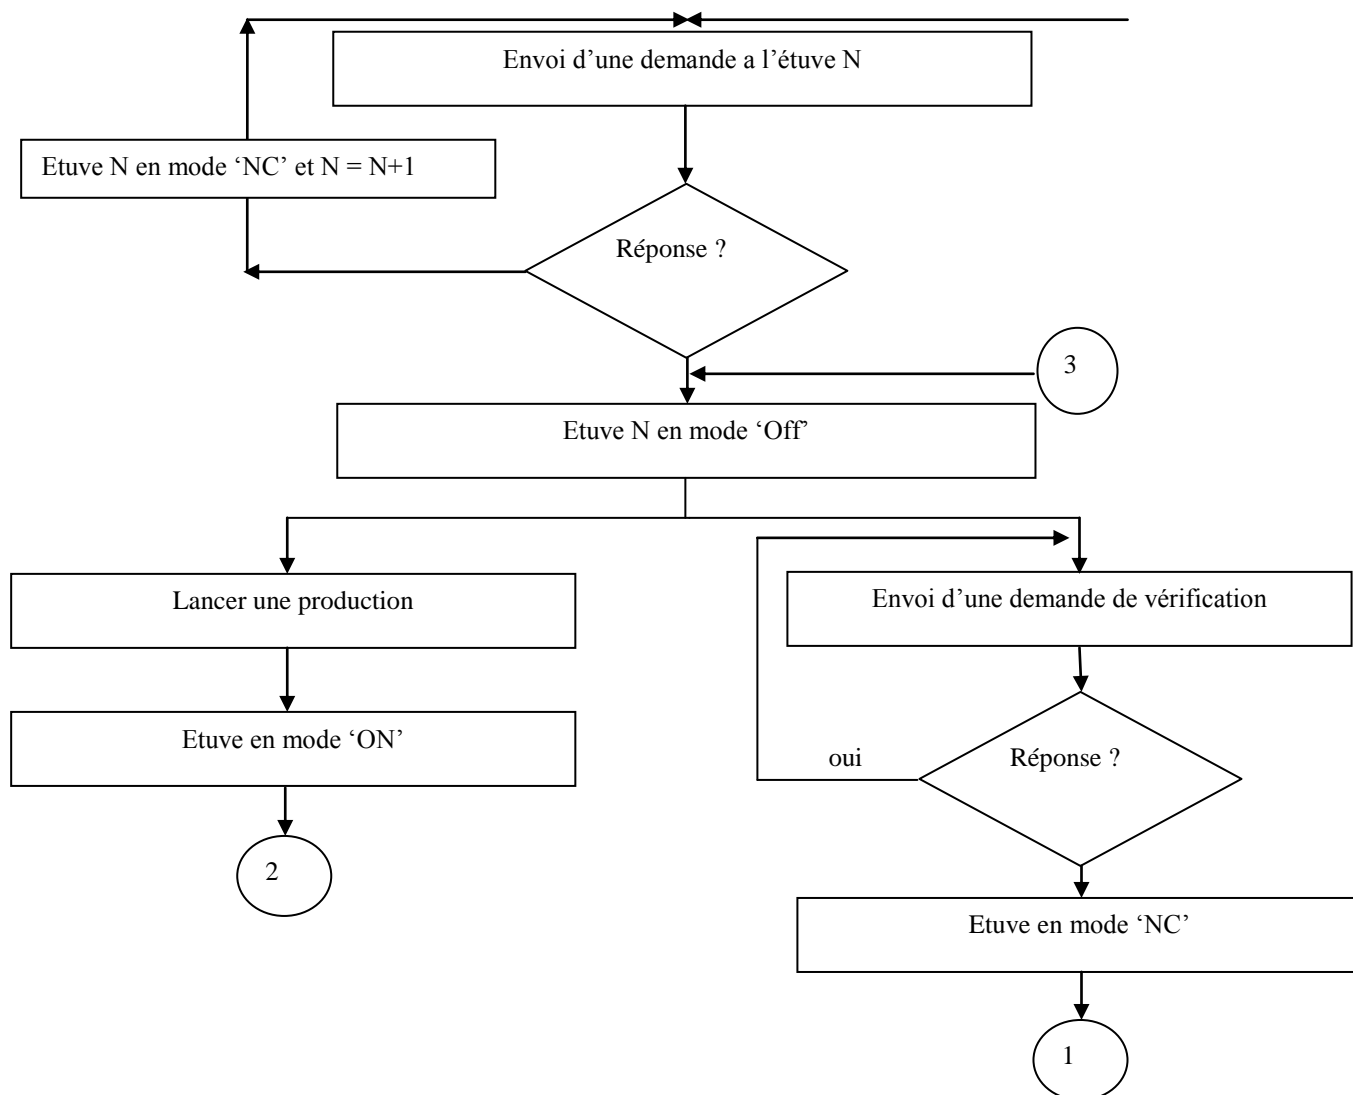 Envoi d’une demande a l’étuve N
Etuve N en mode ‘NC’ et N = N+1
Réponse ?
3
Etuve N en mode ‘Off’
Lancer une production
Envoi d’une demande de vérification
Etuve en mode ‘ON’
oui
Réponse ?
2
Etuve en mode ‘NC’
1